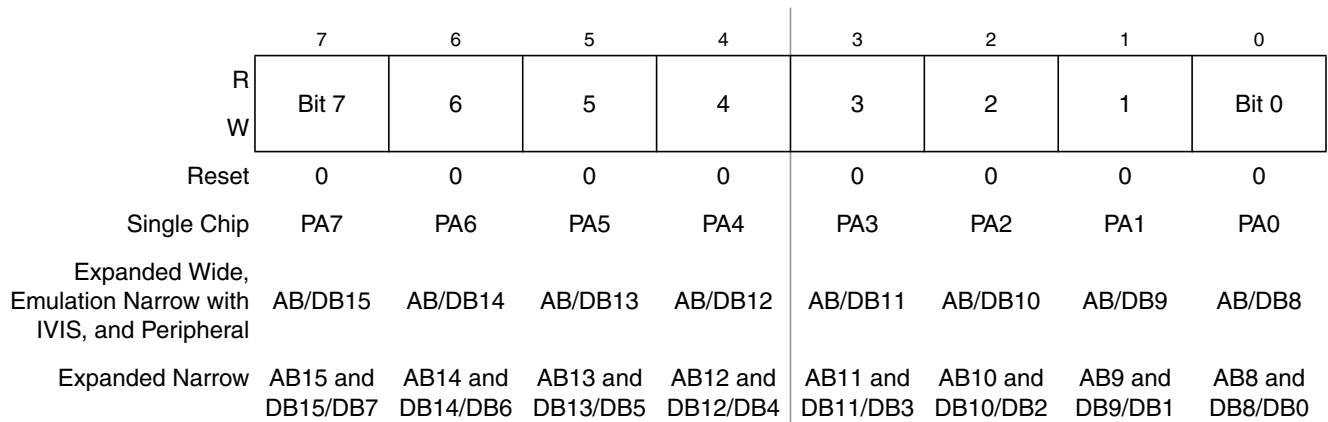 7 6 5 4 3 2 1 0
R
Bit 7 6 5 4 3 2 1 Bit 0
W
Reset 0 0 0 0 0 0 0 0
Single Chip PA7 PA6 PA5 PA4 PA3 PA2 PA1 PA0
Expanded Wide,
Emulation Narrow with AB/DB15 AB/DB14 AB/DB13 AB/DB12 AB/DB11 AB/DB10 AB/DB9 AB/DB8
IVIS, and Peripheral
Expanded Narrow AB15 and AB14 and AB13 and AB12 and AB11 and AB10 and AB9 and AB8 and
DB15/DB7 DB14/DB6 DB13/DB5 DB12/DB4 DB11/DB3 DB10/DB2 DB9/DB1 DB8/DB0